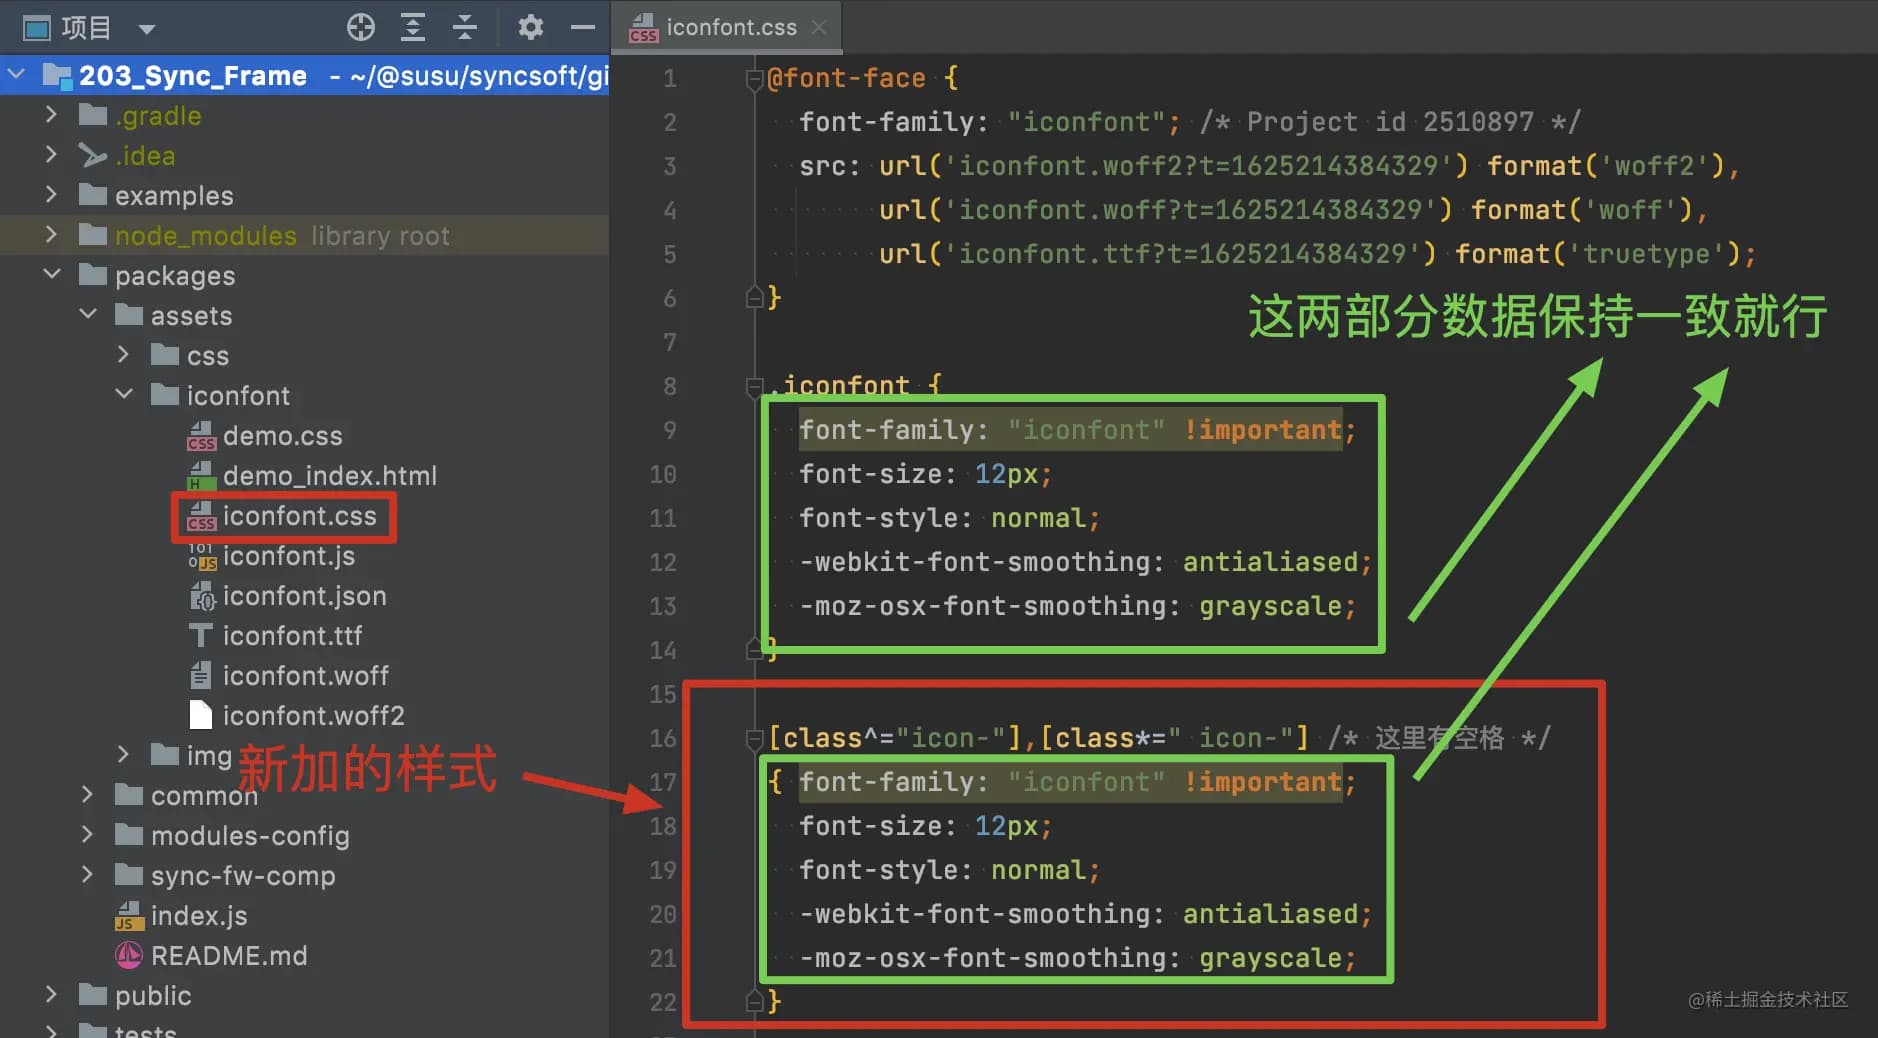 项目
203_Sync_Frame - ~/@susu/syncsoft/gi
.gradle
.idea
examples
node_modules library root
packages
assets
css
iconfont
demo.css
demo_index.html
iconfont.css
iconfont.js
iconfont.json
iconfont.ttf
iconfont.woff
iconfont.woff2
img
新加的样式
common
modules-config
sync-fw-comp
index.js
README.md
public
tests
iconfont.css
1 @font-face {
2 font-family: "iconfont"; /* Project id 2510897 */
3 src: url('iconfont.woff2?t=1625214384329') format('woff2'),
4 url('iconfont.woff?t=1625214384329') format('woff'),
5 url('iconfont.ttf?t=1625214384329') format('truetype');
6 }
这两部分数据保持一致就行
7
8 .iconfont {
9 font-family: "iconfont" !important;
10 font-size: 12px;
11 font-style: normal;
12 -webkit-font-smoothing: antialiased;
13 -moz-osx-font-smoothing: grayscale;
14 }
15
16 [class^="icon-"],[class*=" icon-"] /* 这里有空格 */
17 { font-family: "iconfont" !important;
18 font-size: 12px;
19 font-style: normal;
20 -webkit-font-smoothing: antialiased;
21 -moz-osx-font-smoothing: grayscale;
22 }
@稀土掘金技术社区